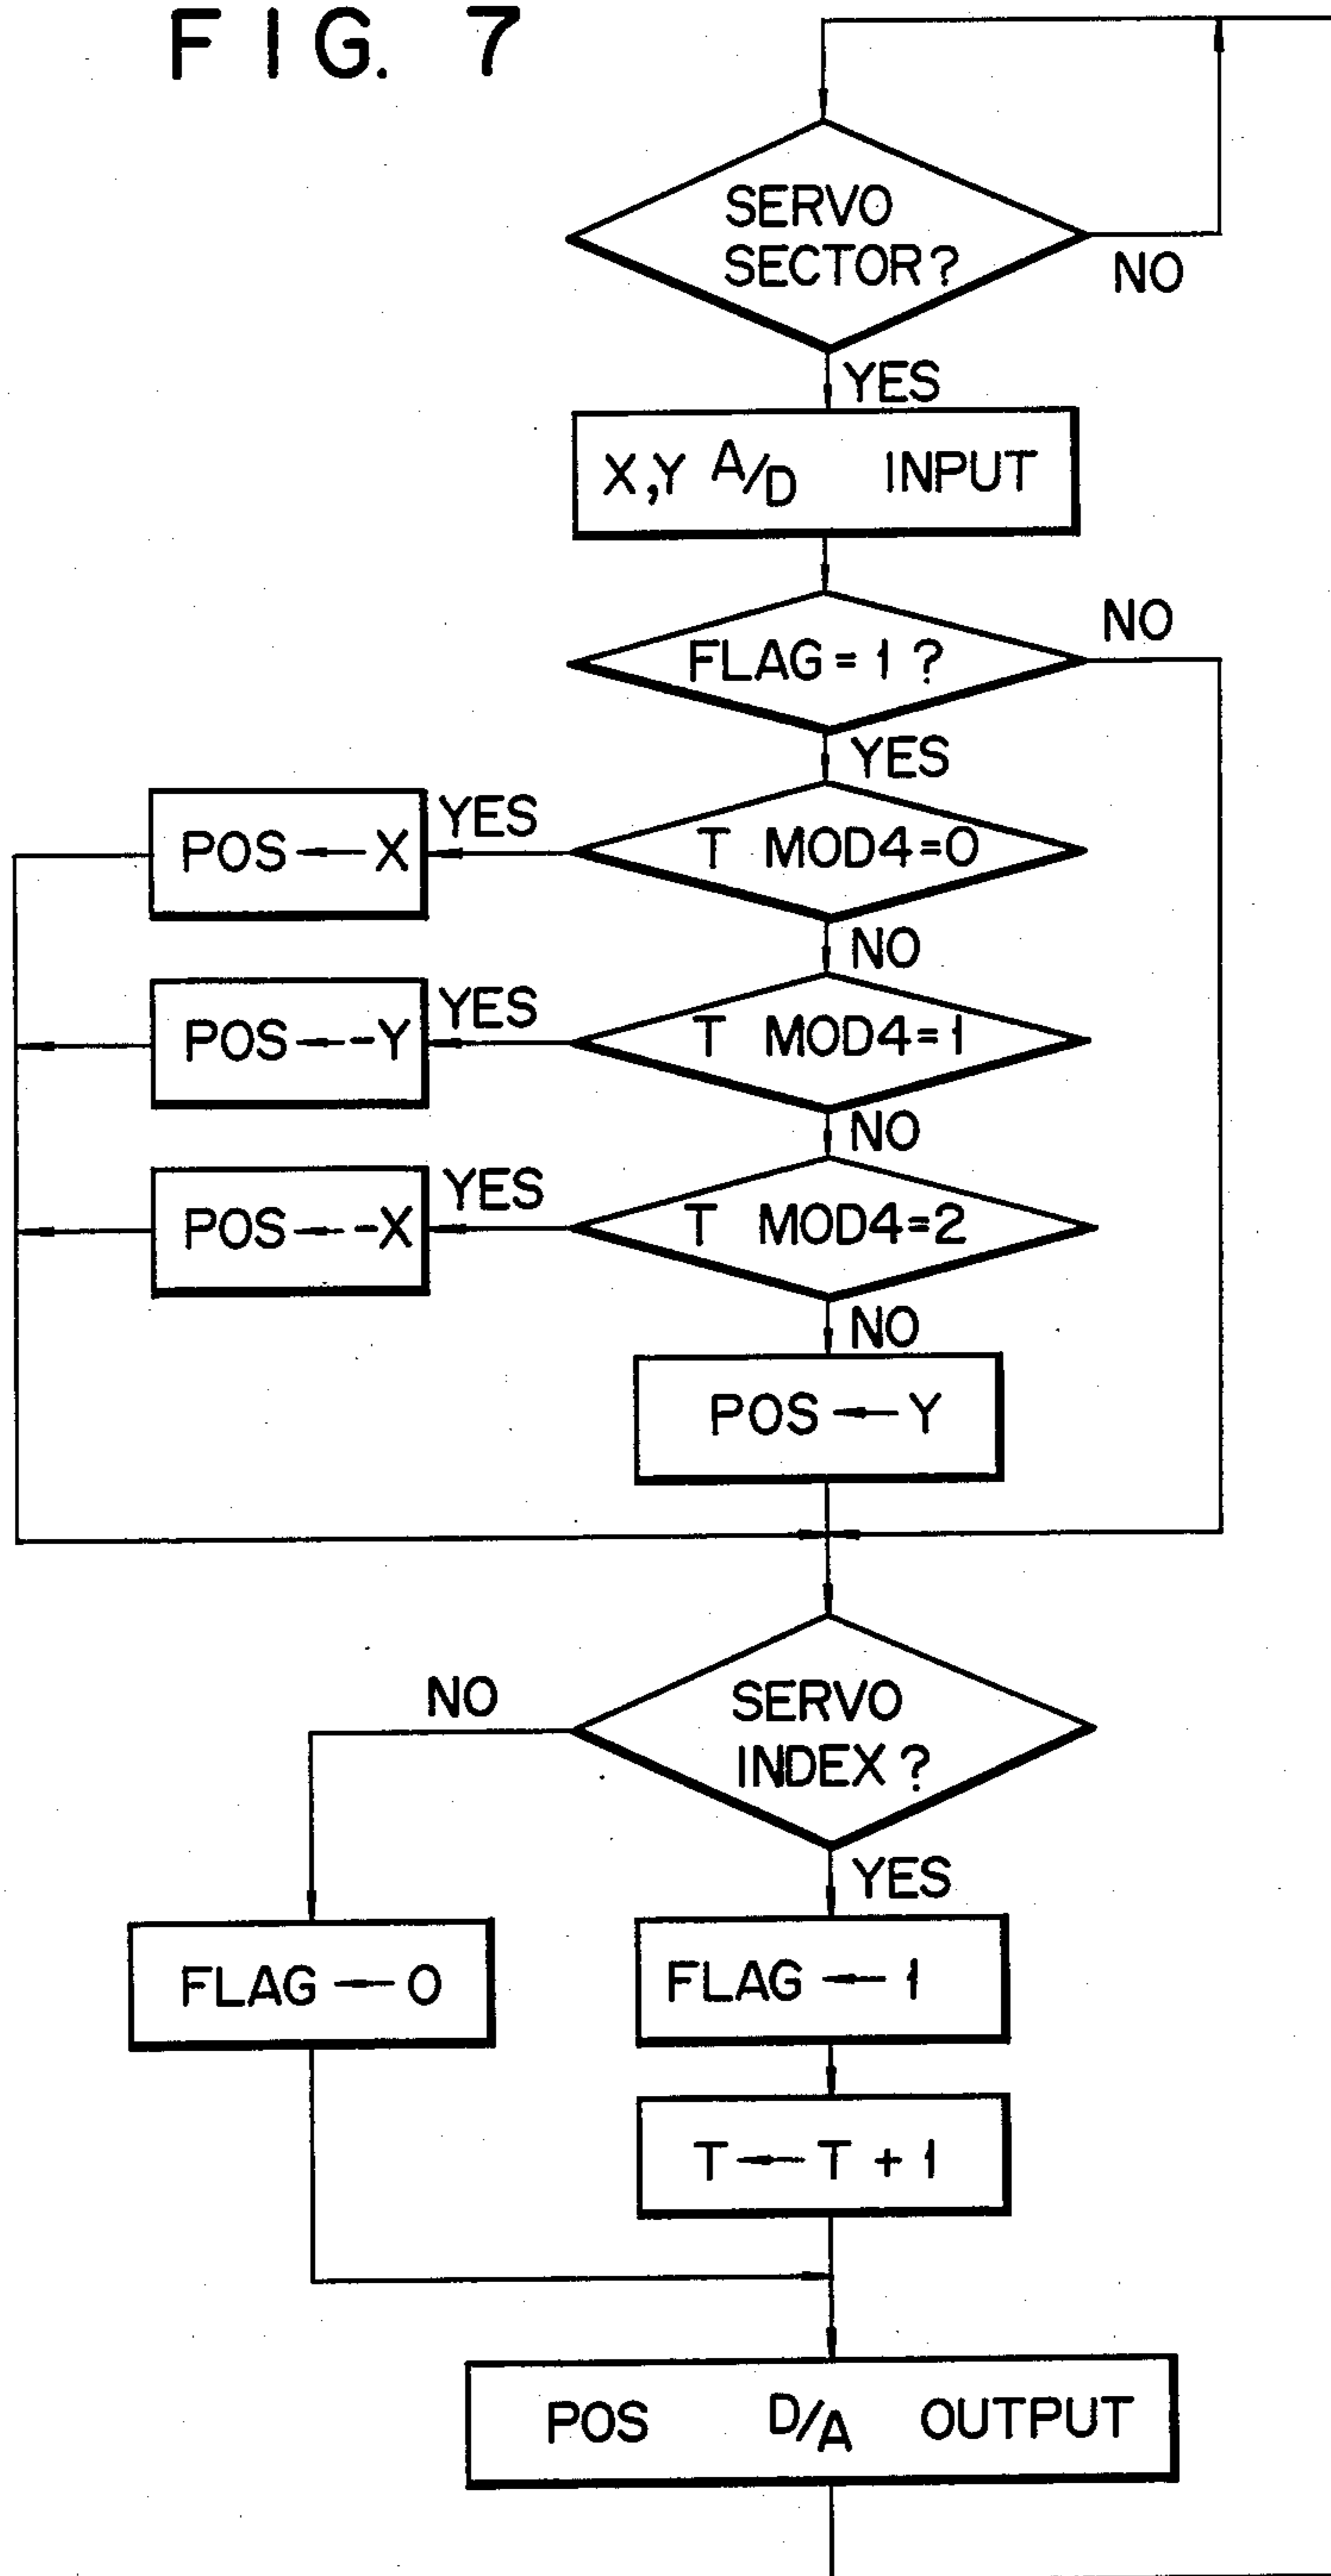 FIG. 7
SERVO
SECTOR?
NO
YES
X,Y A/D INPUT
FLAG = 1 ?
NO
YES
T MOD4=0
YES
POS ← X
NO
T MOD4=1
YES
POS ← -Y
NO
T MOD4=2
YES
POS ← -X
NO
POS ← Y
SERVO
INDEX ?
NO
YES
FLAG ← 0
FLAG ← 1
T ← T + 1
POS D/A OUTPUT